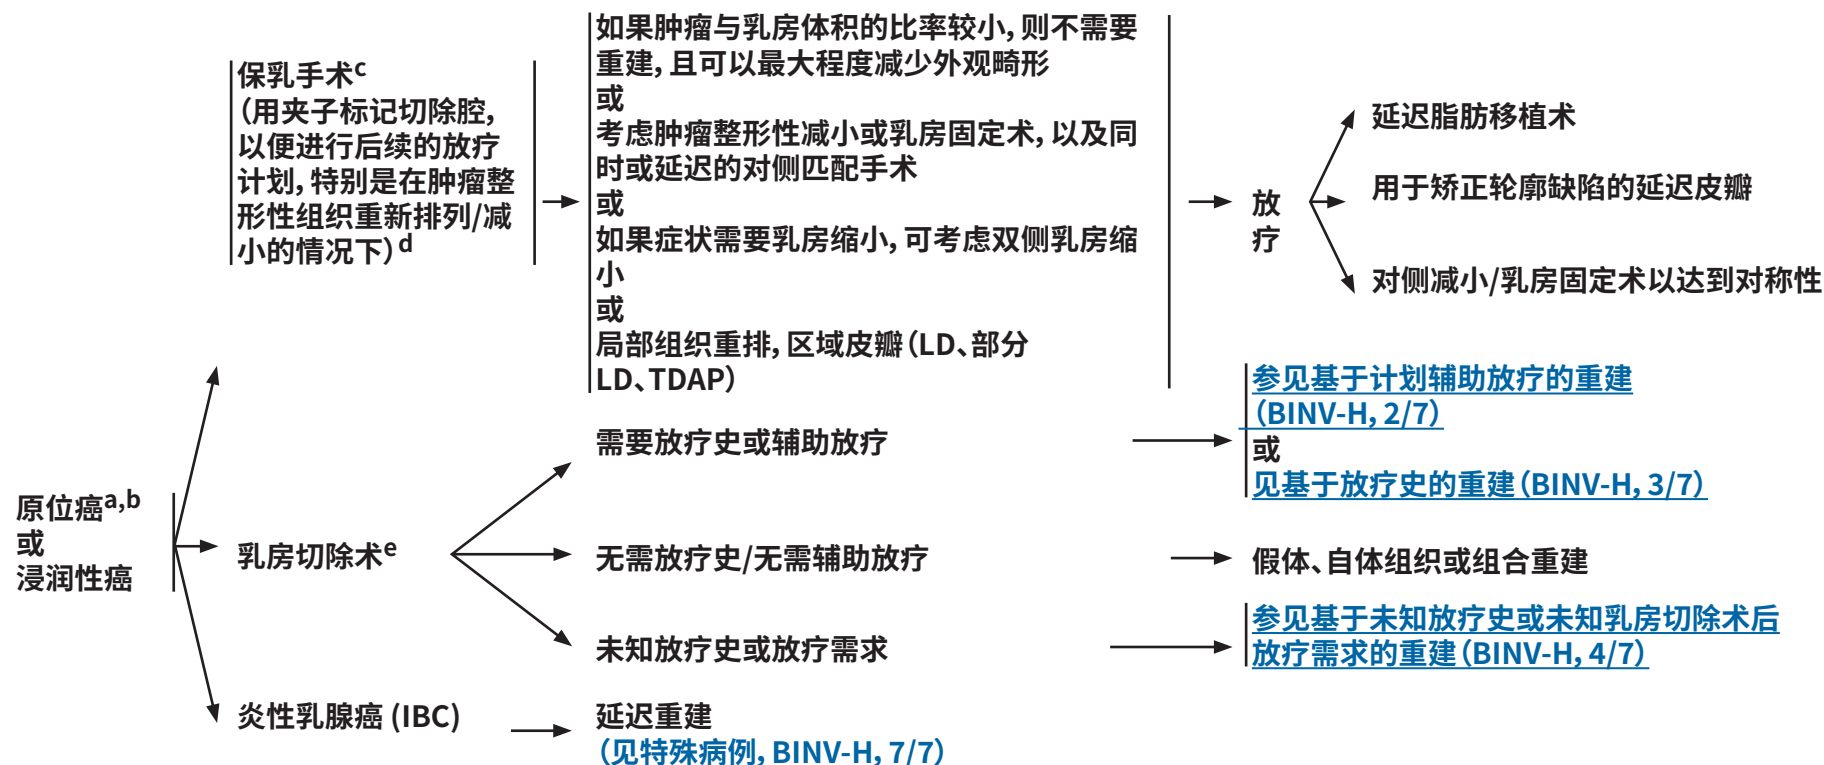 原位癌a,b
或
浸润性癌
保乳手术c
（用夹子标记切除腔，
以便进行后续的放疗
计划，特别是在肿瘤整
形性组织重新排列/减
小的情况下）d
如果肿瘤与乳房体积的比率较小，则不需要
重建，且可以最大程度减少外观畸形
或
考虑肿瘤整形性减小或乳房固定术，以及同
时或延迟的对侧匹配手术
或
如果症状需要乳房缩小，可考虑双侧乳房缩
小
或
局部组织重排，区域皮瓣（LD、部分
LD、TDAP）
放
疗
延迟脂肪移植术
用于矫正轮廓缺陷的延迟皮瓣
对侧减小/乳房固定术以达到对称性
乳房切除术e
需要放疗史或辅助放疗
参见基于计划辅助放疗的重建
（BINV-H，2/7）
或
见基于放疗史的重建（BINV-H，3/7）
无需放疗史/无需辅助放疗
假体、自体组织或组合重建
未知放疗史或放疗需求
参见基于未知放疗史或未知乳房切除术后
放疗需求的重建（BINV-H，4/7）
炎性乳腺癌 (IBC)
延迟重建
（见特殊病例，BINV-H，7/7）